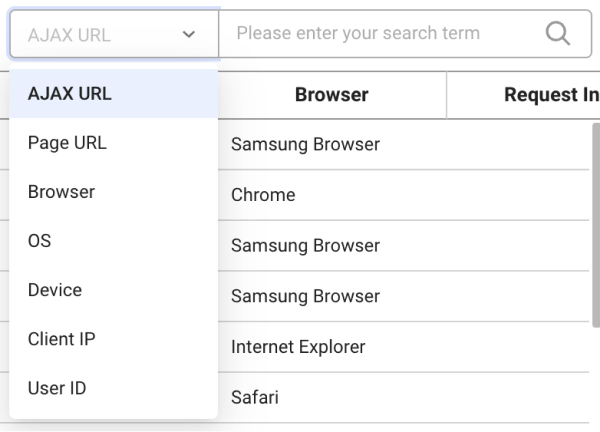 AJAX URL
Please enter your search term
AJAX URL
Page URL
Browser
OS
Device
Client IP
User ID
Browser
Request In
Samsung Browser
Chrome
Samsung Browser
Samsung Browser
Internet Explorer
Safari